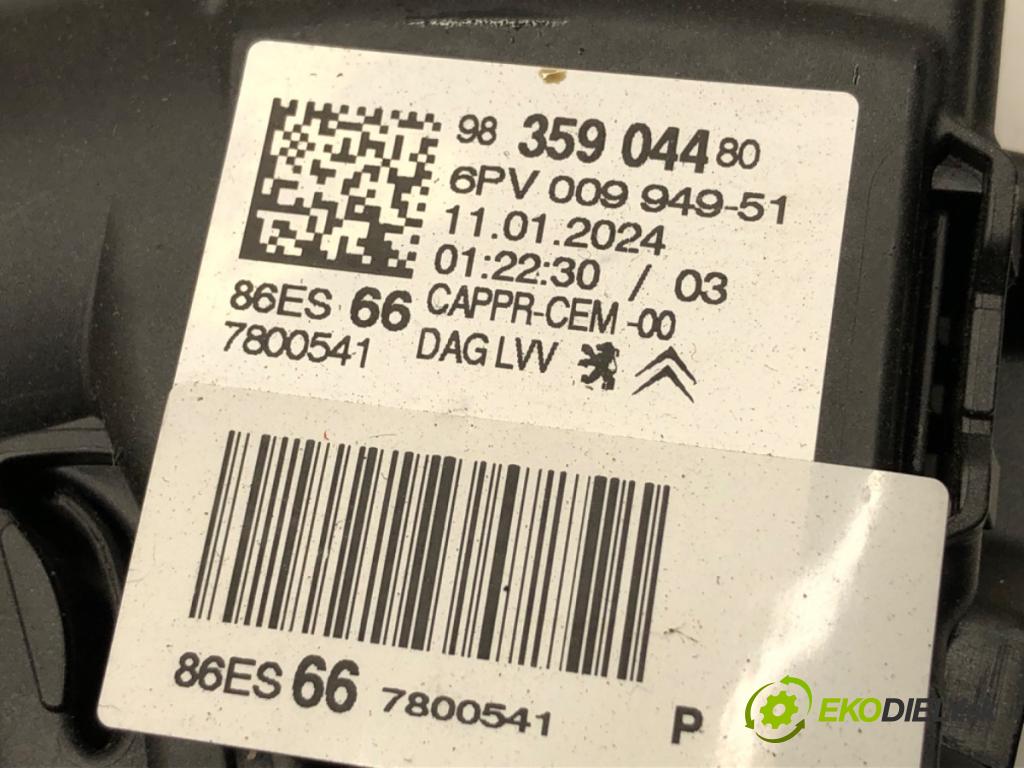 98 359 044 80
6PV 009 949-51
11.01.2024
01:22:30 / 03
86ES 66 CAPPR-CEM -00
7800541 DAG LVV
86ES 66 7800541 P